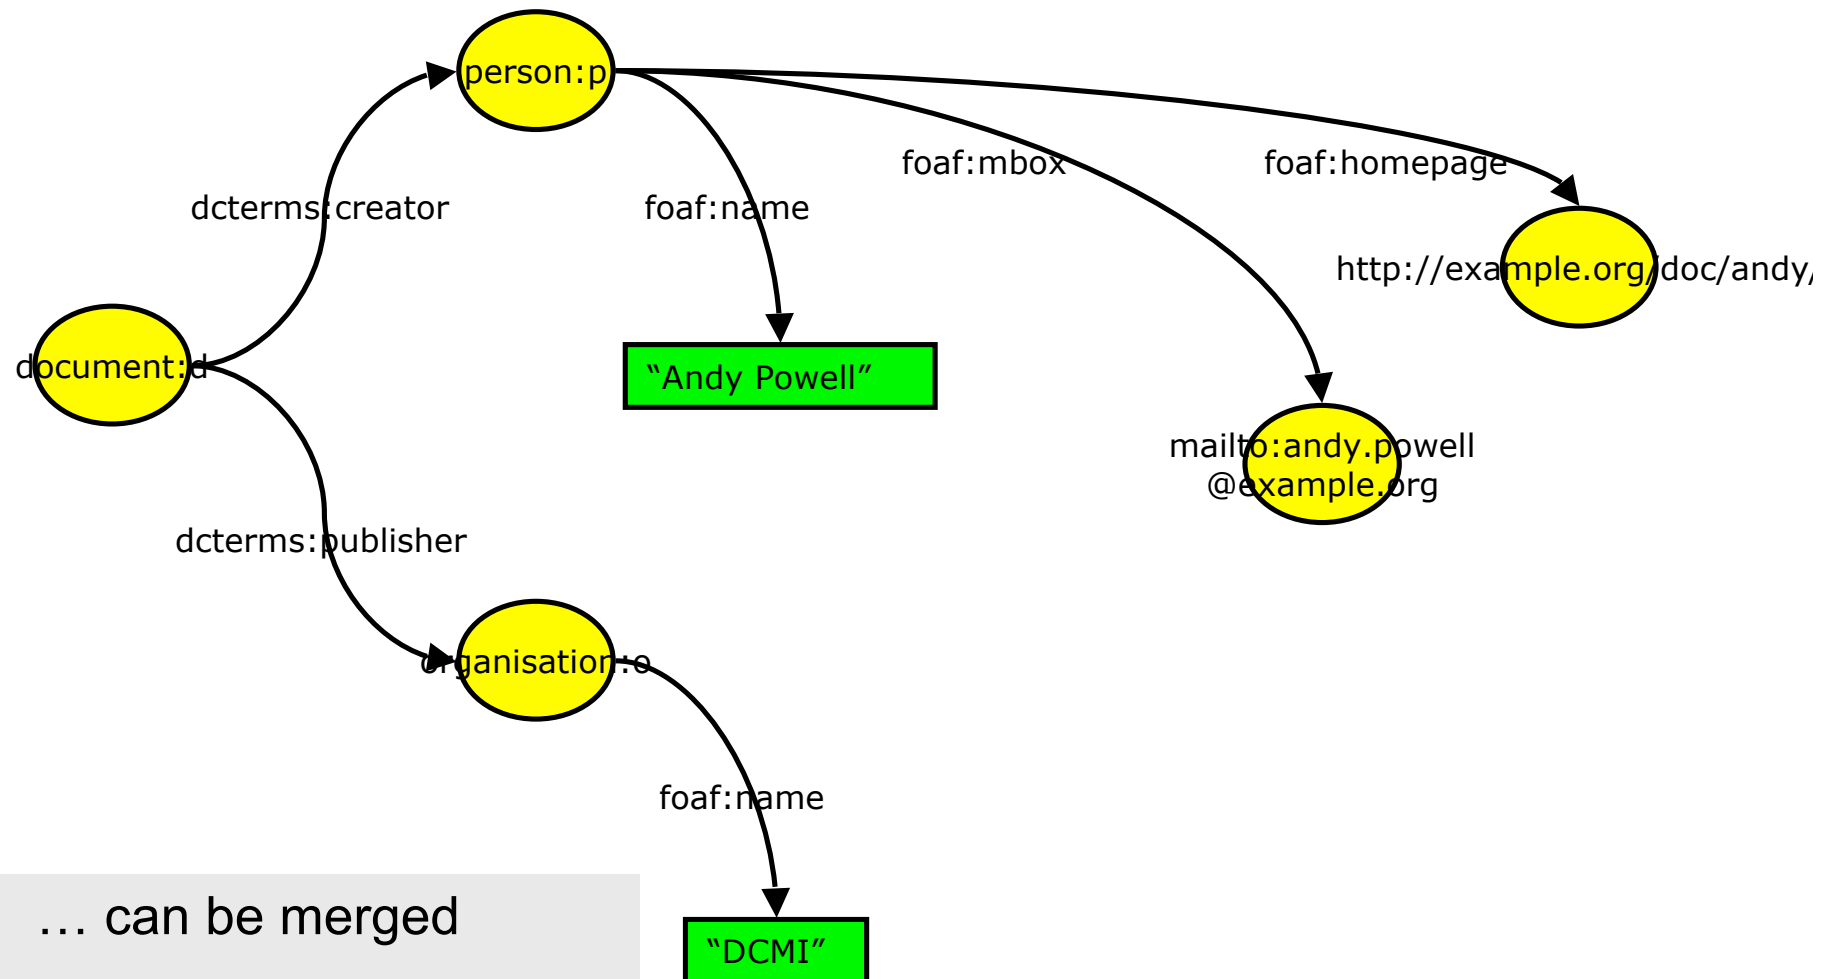 person:p
foaf:mbox
foaf:homepage
dcterms:creator
foaf:name
http://example.org/doc/andy/
document:d
“Andy Powell”
mailto:andy.powell
@example.org
dcterms:publisher
organisation:o
foaf:name
… can be merged
“DCMI”